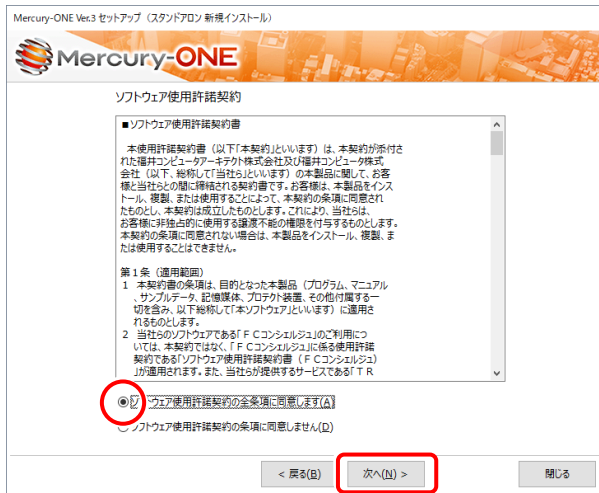 Mercury-ONE Ver.3 セットアップ（スタンドアロン 新規インストール）
Mercury-ONE
ソフトウェア使用許諾契約
■ソフトウェア使用許諾契約書
本使用許諾契約書（以下「本契約」といいます）は、本契約が添付さ
れた福井コンピュータアーキテクト株式会社及び福井コンピュータ株式
会社（以下、総称して「当社ら」といいます）の本製品に関して、お客
様と当社らとの間に締結される契約書です。お客様は、本製品をインス
トール、複製、または使用することによって、本契約の条項に同意され
たものとし、本契約は成立したものとします。これにより、当社らは、
お客様に非独占的に使用する譲渡不能の権限を付与するものとします。
本契約の条項に同意されない場合は、本製品をインストール、複製、ま
たは使用することはできません。
第１条（適用範囲）
1 本契約書の条項は、目的となった本製品（プログラム、マニュアル
、サンプルデータ、記憶媒体、プロテクト装置、その他付属する一
切を含み、以下総称して「本ソフトウェア」といいます）に適用さ
れるものとします。
2 当社らのソフトウェアである「ＦＣコンシェルジュ」のご利用につ
いては、本契約ではなく、「ＦＣコンシェルジュ」に係る使用許諾
契約である「ソフトウェア使用許諾契約書（ＦＣコンシェルジュ）
」が適用されます。また、当社らが提供するサービスである「ＴＲ
ソフトウェア使用許諾契約の全条項に同意します(A)
ソフトウェア使用許諾契約の条項に同意しません(D)
< 戻る(B)
次へ(N) >
閉じる